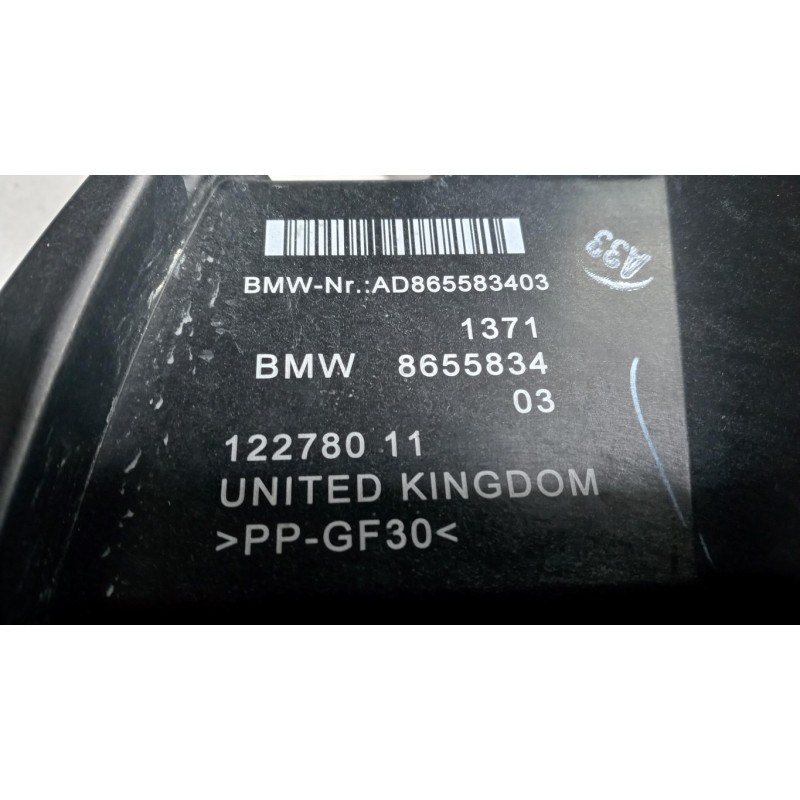 BMW-Nr.:AD865583403
1371
BMW 8655834
03
122780 11
UNITED KINGDOM
>PP-GF30<
A33